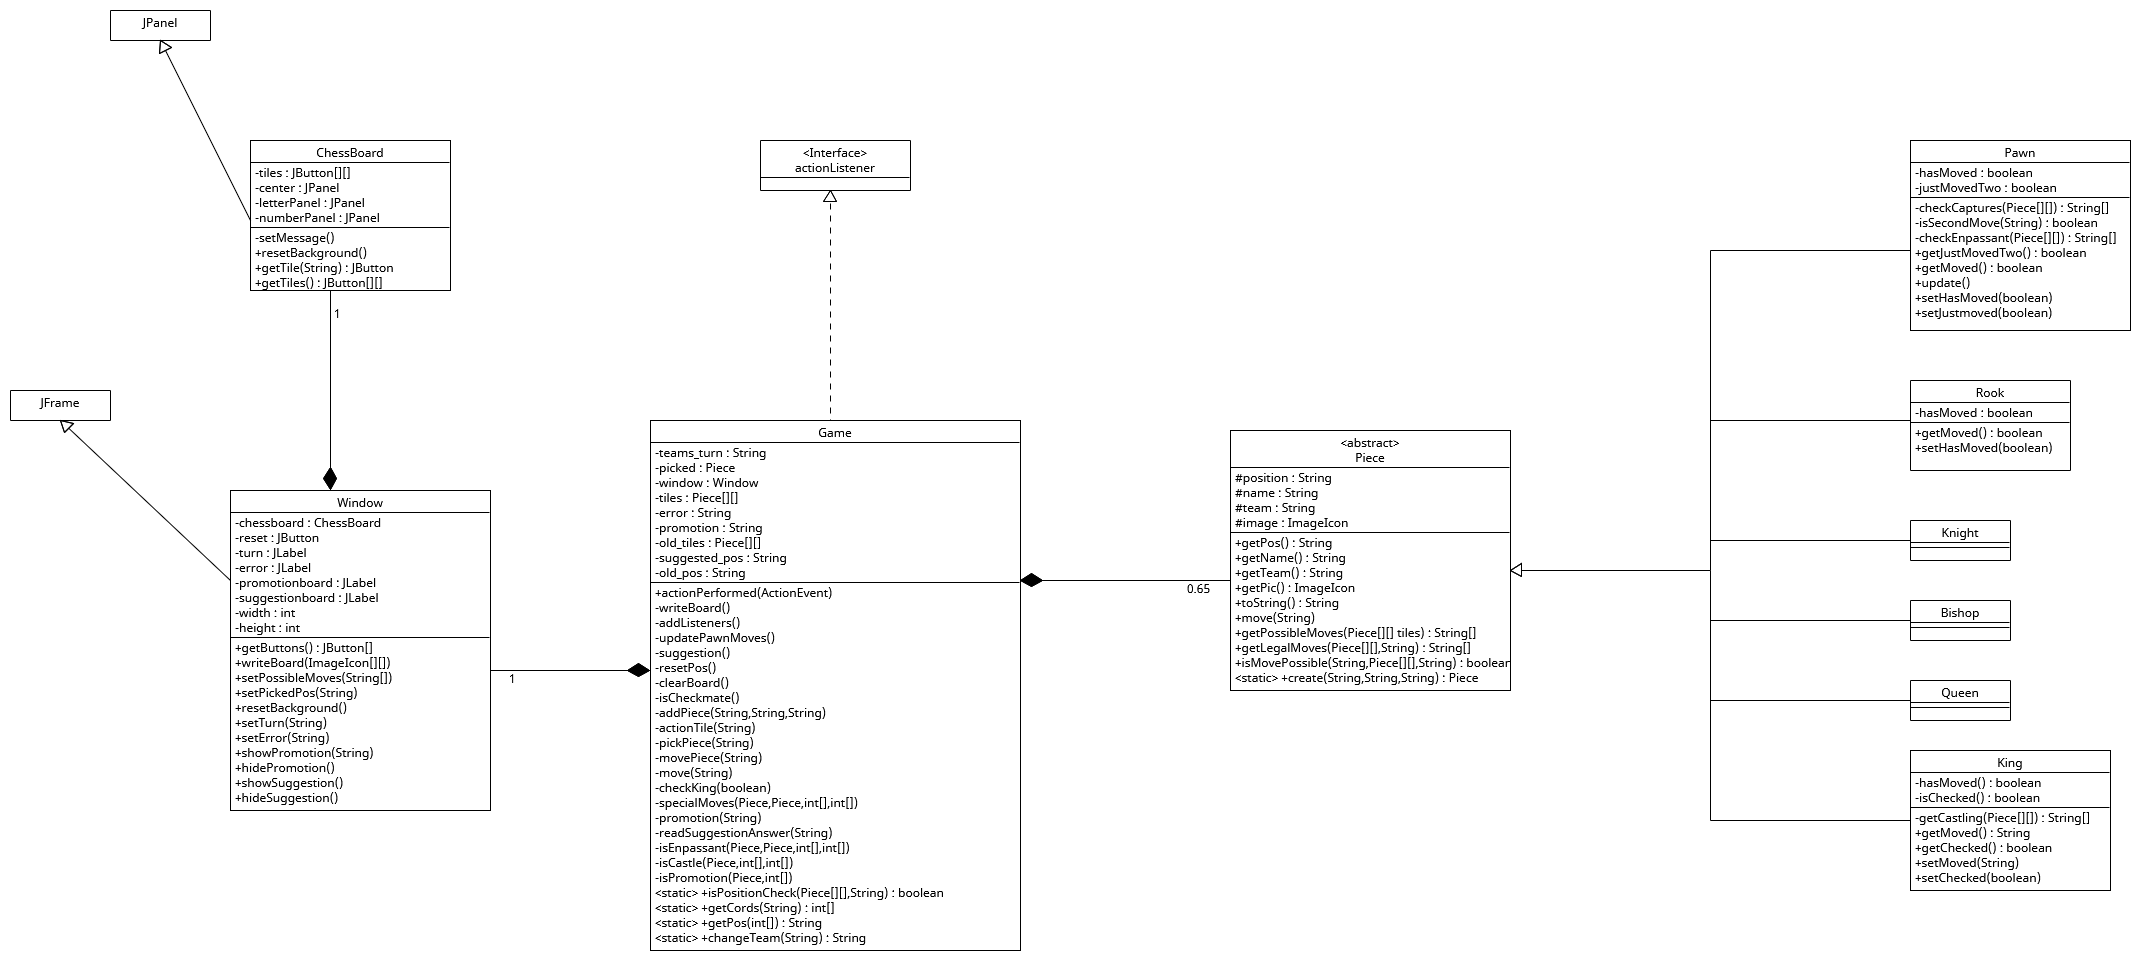 JPanel
ChessBoard
-tiles : JButton[][]
-center : JPanel
-letterPanel : JPanel
-numberPanel : JPanel
-setMessage()
+resetBackground()
+getTile(String) : JButton
+getTiles() : JButton[][]
1
JFrame
Window
-chessboard : ChessBoard
-reset : JButton
-turn : JLabel
-error : JLabel
-promotionboard : JLabel
-suggestionboard : JLabel
-width : int
-height : int
+getButtons() : JButton[]
+writeBoard(ImageIcon[][])
+setPossibleMoves(String[])
+setPickedPos(String)
+resetBackground()
+setTurn(String)
+setError(String)
+showPromotion(String)
+hidePromotion()
+showSuggestion()
+hideSuggestion()
1
<Interface>
actionListener
Game
-teams_turn : String
-picked : Piece
-window : Window
-tiles : Piece[][]
-error : String
-promotion : String
-old_tiles : Piece[][]
-suggested_pos : String
-old_pos : String
+actionPerformed(ActionEvent)
-writeBoard()
-addListeners()
-updatePawnMoves()
-suggestion()
-resetPos()
-clearBoard()
-isCheckmate()
-addPiece(String,String,String)
-actionTile(String)
-pickPiece(String)
-movePiece(String)
-move(String)
-checkKing(boolean)
-specialMoves(Piece,Piece,int[],int[])
-promotion(String)
-readSuggestionAnswer(String)
-isEnpassant(Piece,Piece,int[],int[])
-isCastle(Piece,int[],int[])
-isPromotion(Piece,int[])
<static> +isPositionCheck(Piece[][],String) : boolean
<static> +getCords(String) : int[]
<static> +getPos(int[]) : String
<static> +changeTeam(String) : String
0.65
<abstract>
Piece
#position : String
#name : String
#team : String
#image : ImageIcon
+getPos() : String
+getName() : String
+getTeam() : String
+getPic() : ImageIcon
+toString() : String
+move(String)
+getPossibleMoves(Piece[][] tiles) : String[]
+getLegalMoves(Piece[][],String) : String[]
+isMovePossible(String,Piece[][],String) : boolean
<static> +create(String,String,String) : Piece
Pawn
-hasMoved : boolean
-justMovedTwo : boolean
-checkCaptures(Piece[][]) : String[]
-isSecondMove(String) : boolean
-checkEnpassant(Piece[][]) : String[]
+getJustMovedTwo() : boolean
+getMoved() : boolean
+update()
+setHasMoved(boolean)
+setJustmoved(boolean)
Rook
-hasMoved : boolean
+getMoved() : boolean
+setHasMoved(boolean)
Knight
Bishop
Queen
King
-hasMoved() : boolean
-isChecked() : boolean
-getCastling(Piece[][]) : String[]
+getMoved() : String
+getChecked() : boolean
+setMoved(String)
+setChecked(boolean)